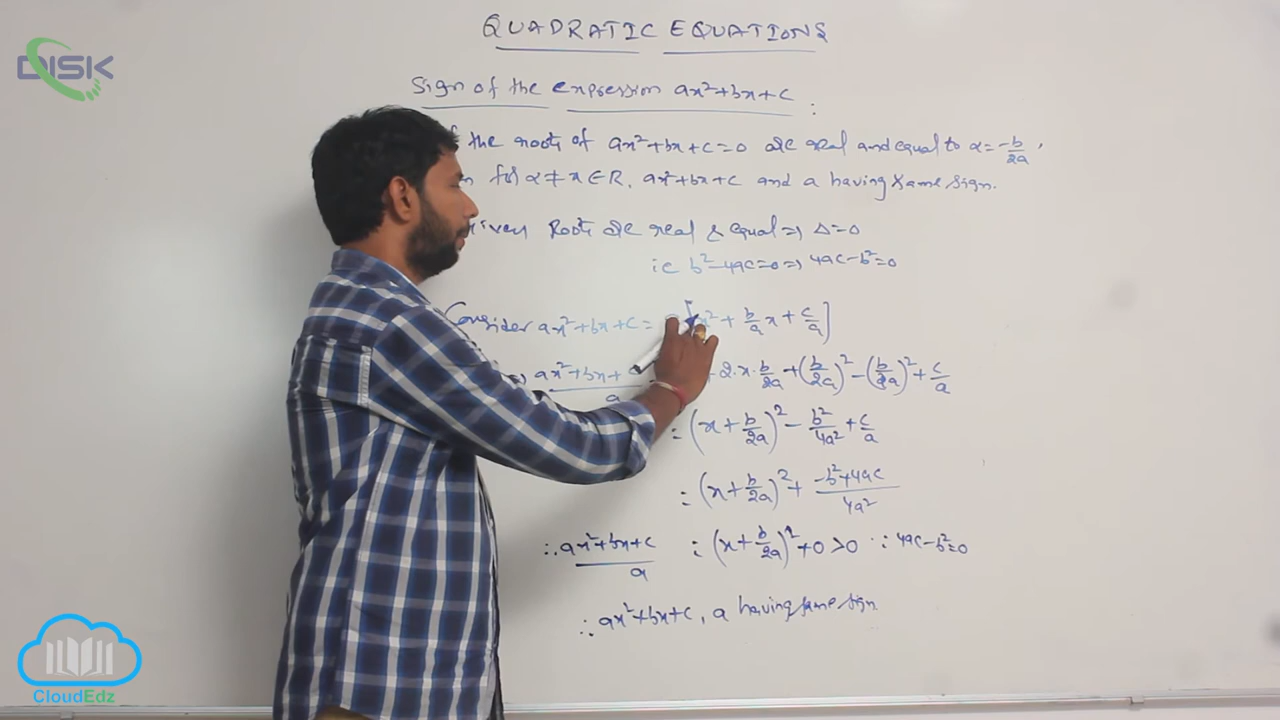 QUADRATIC EQUATIONS
DISK
Sign of the expression ax²+bx+c :
f the roots of ax²+bx+c=0 are real and equal to α = -b/2a ,
n for α ≠ x ∈ R, ax²+bx+c and a having same sign.
iven Roots are real & equal ⇒ Δ=0
ie b²-4ac=0 ⇒ 4ac-b²=0
Consider ax²+bx+c = x² + b/a x + c/a]
⇒ ax²+bx+ / a + 2.x.b/2a + (b/2a)² - (b/2a)² + c/a
= (x+b/2a)² - b²/4a² + c/a
= (x+b/2a)² + -b²+4ac/4a²
∴ ax²+bx+c/a = (x+b/2a)² +0 >0 ∵ 4ac-b²=0
∴ ax²+bx+c, a having same sign
CloudEdz